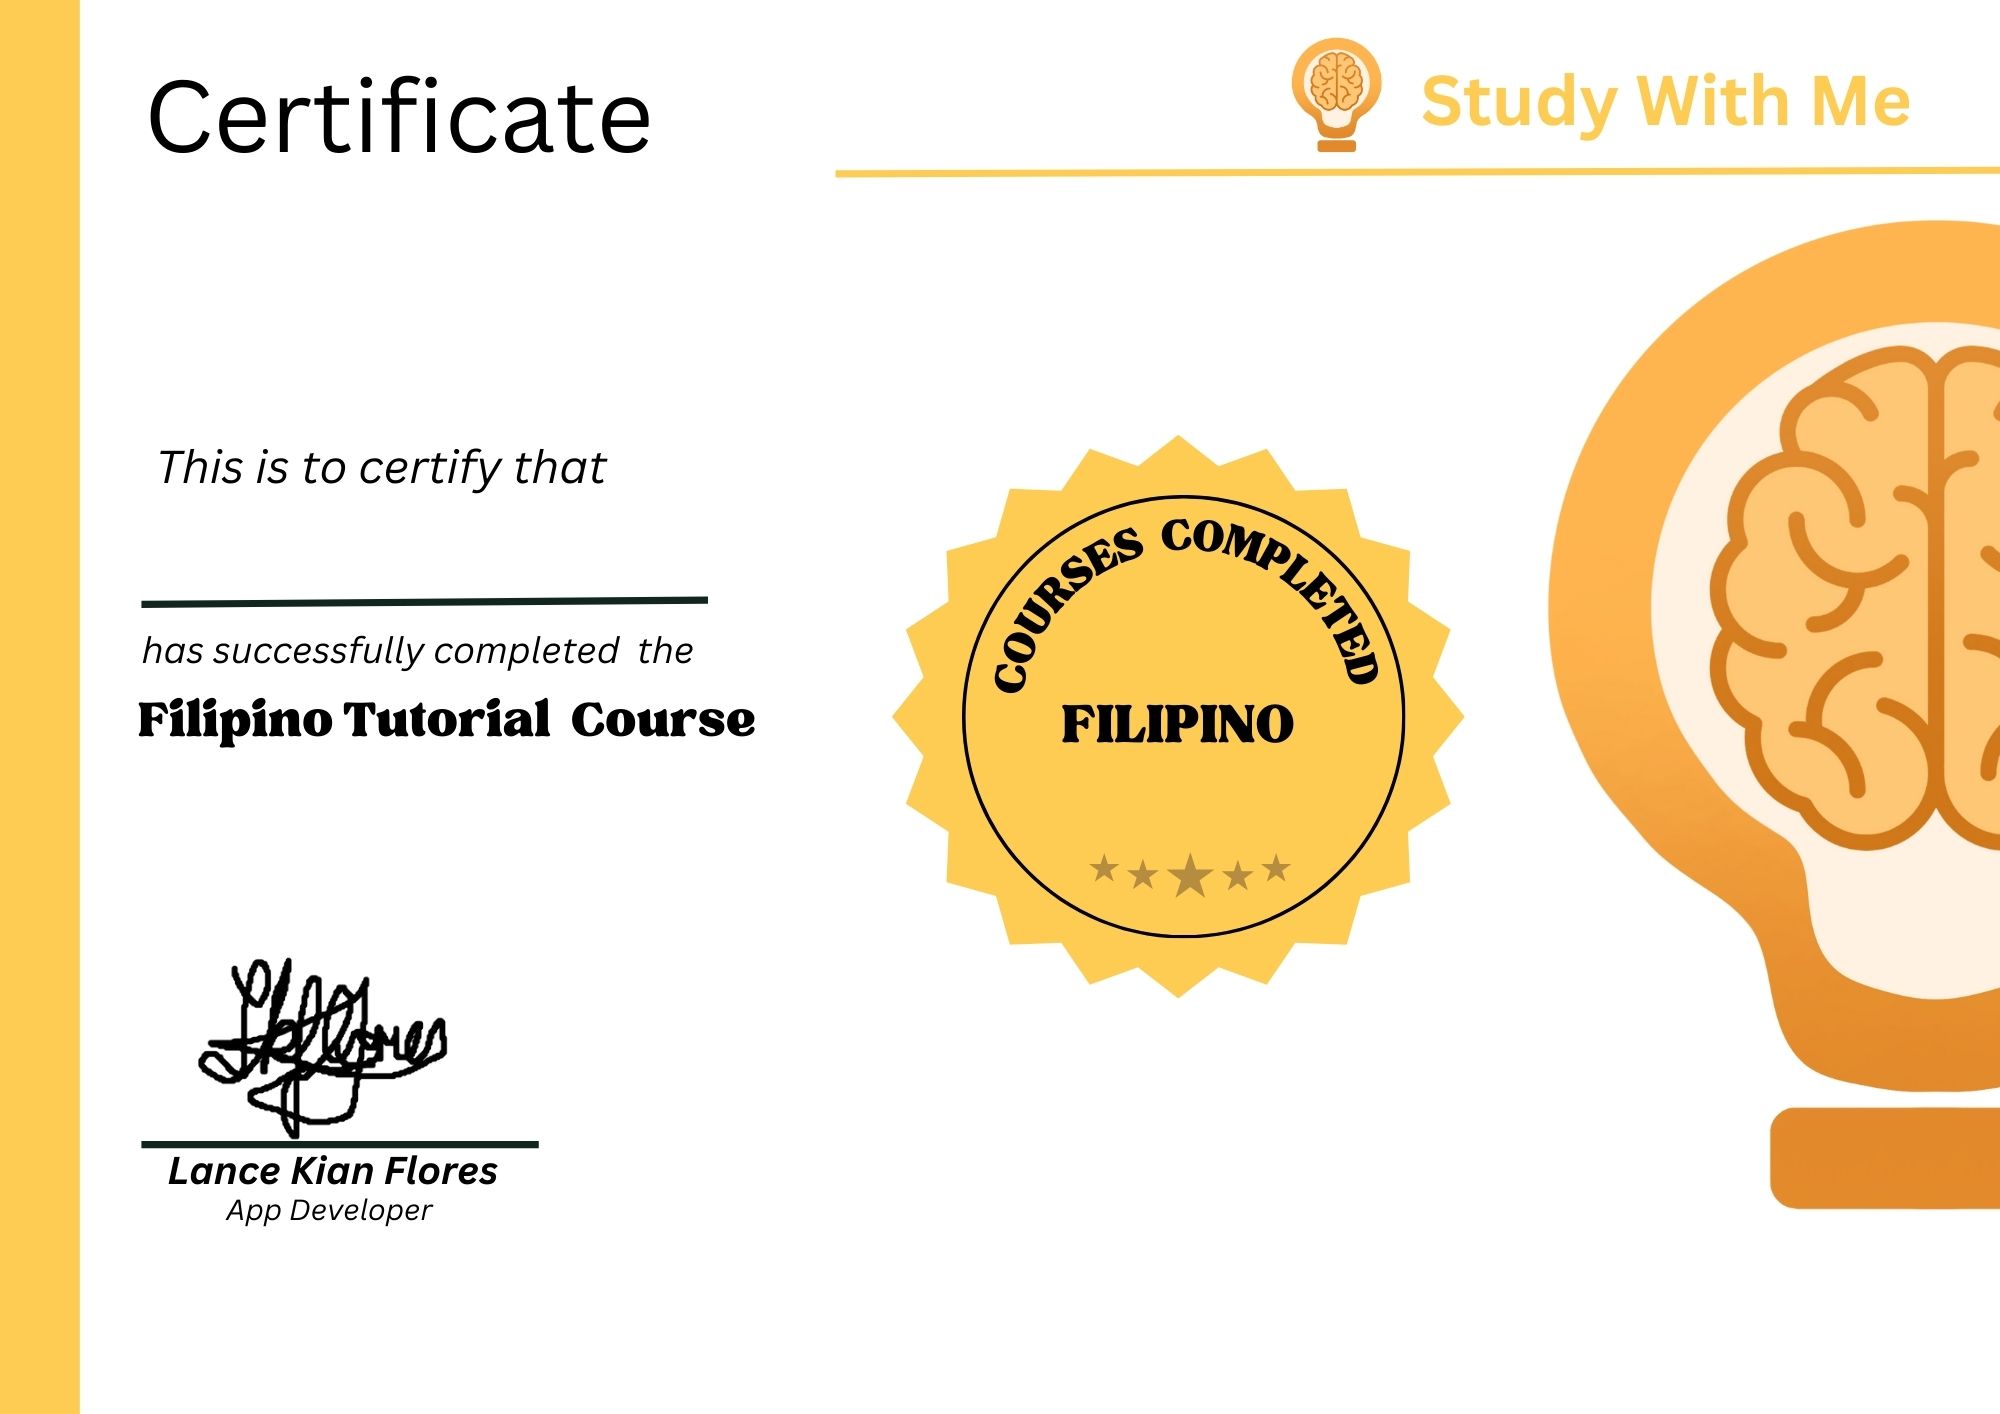 Certificate
Study With Me
This is to certify that
has successfully completed the
Filipino Tutorial Course
COURSES COMPLETED
FILIPINO
Lance Kian Flores
App Developer